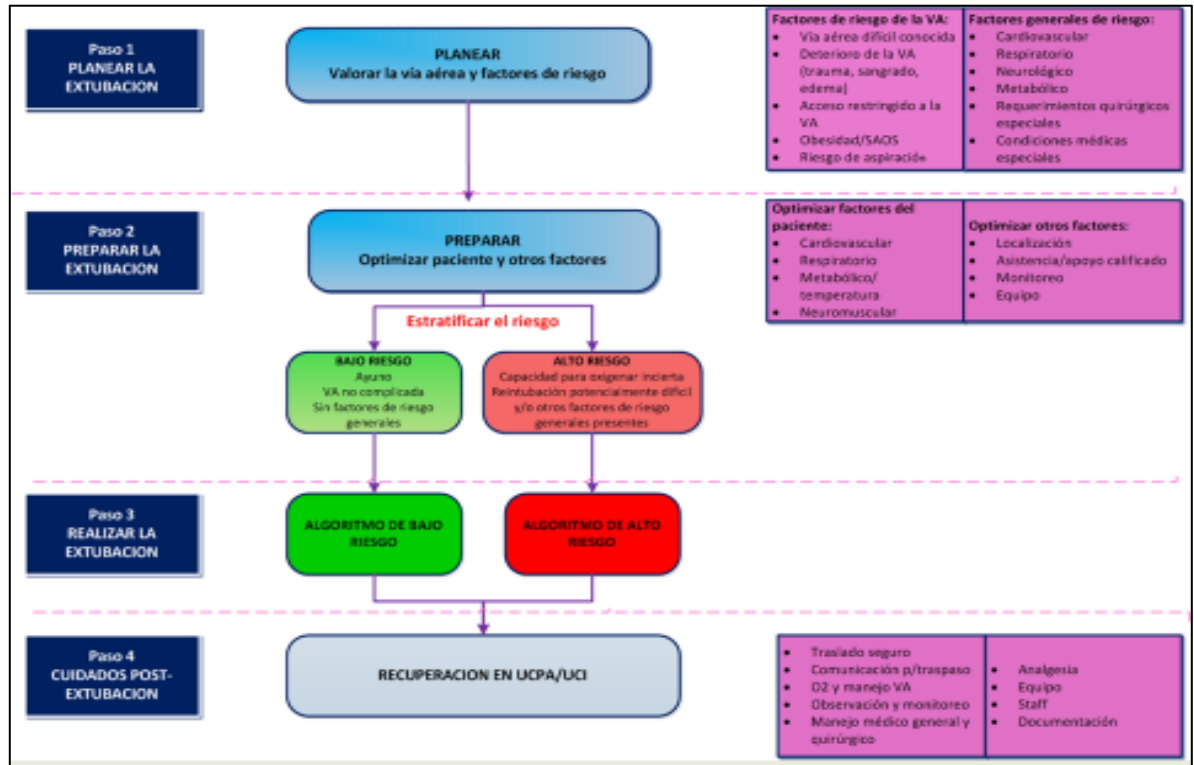 Paso 1
PLANEAR LA
EXTUBACION
PLANEAR
Valorar la vía aérea y factores de riesgo
Factores de riesgo de la VA:
Vía aérea difícil conocida
Deterioro de la VA
(trauma, sangrado,
edema)
Acceso restringido a la
VA
Obesidad/SAOS
Riesgo de aspiración
Factores generales de riesgo:
Cardiovascular
Respiratorio
Neurológico
Metabólico
Requerimientos quirúrgicos
especiales
Condiciones médicas
especiales
Paso 2
PREPARAR LA
EXTUBACION
PREPARAR
Optimizar paciente y otros factores
Optimizar factores del
paciente:
Cardiovascular
Respiratorio
Metabólico/
temperatura
Neuromuscular
Optimizar otros factores:
Localización
Asistencia/apoyo calificado
Monitoreo
Equipo
Estratificar el riesgo
BAJO RIESGO
Ayuno
VA no complicada
Sin factores de riesgo
generales
ALTO RIESGO
Capacidad para oxigenar incierta
Reintubación potencialmente difícil
y/o otros factores de riesgo
generales presentes
Paso 3
REALIZAR LA
EXTUBACION
ALGORITMO DE BAJO
RIESGO
ALGORITMO DE ALTO
RIESGO
Paso 4
CUIDADOS POST-
EXTUBACION
RECUPERACION EN UCPA/UCI
Traslado seguro
Comunicación p/traspaso
O2 y manejo VA
Observación y monitoreo
Manejo médico general y
quirúrgico
Analgesia
Equipo
Staff
Documentación